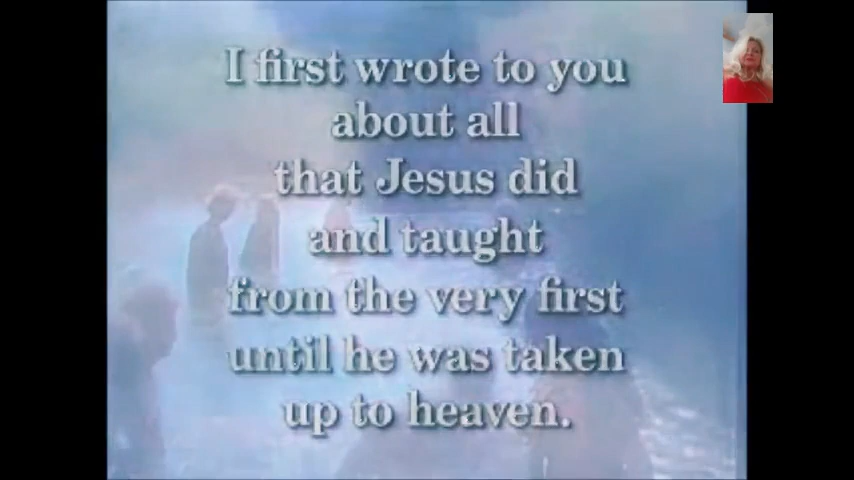 I first wrote to you
about all
that Jesus did
and taught
from the very first
until he was taken
up to heaven.